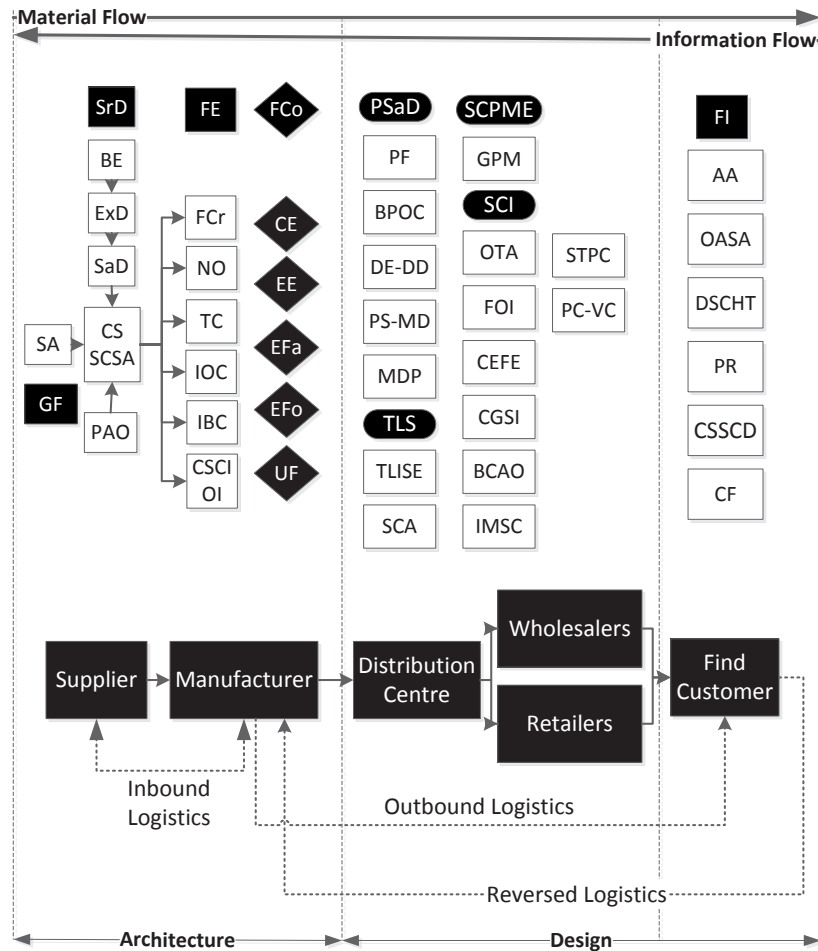 Material Flow
Information Flow
SrD
FE
FCo
PSaD
SCPME
FI
BE
ExD
SaD
SA
CS
SCSA
GF
PAO
FCr
NO
TC
IOC
IBC
CSCI
OI
CE
EE
EFa
EFo
UF
PF
BPOC
DE-DD
PS-MD
MDP
TLS
TLISE
SCA
GPM
SCI
OTA
FOI
CEFE
CGSI
BCAO
IMSC
STPC
PC-VC
AA
OASA
DSCHT
PR
CSSCD
CF
Supplier
Manufacturer
Distribution
Centre
Wholesalers
Retailers
Find
Customer
Inbound
Logistics
Outbound Logistics
Reversed Logistics
Architecture
Design